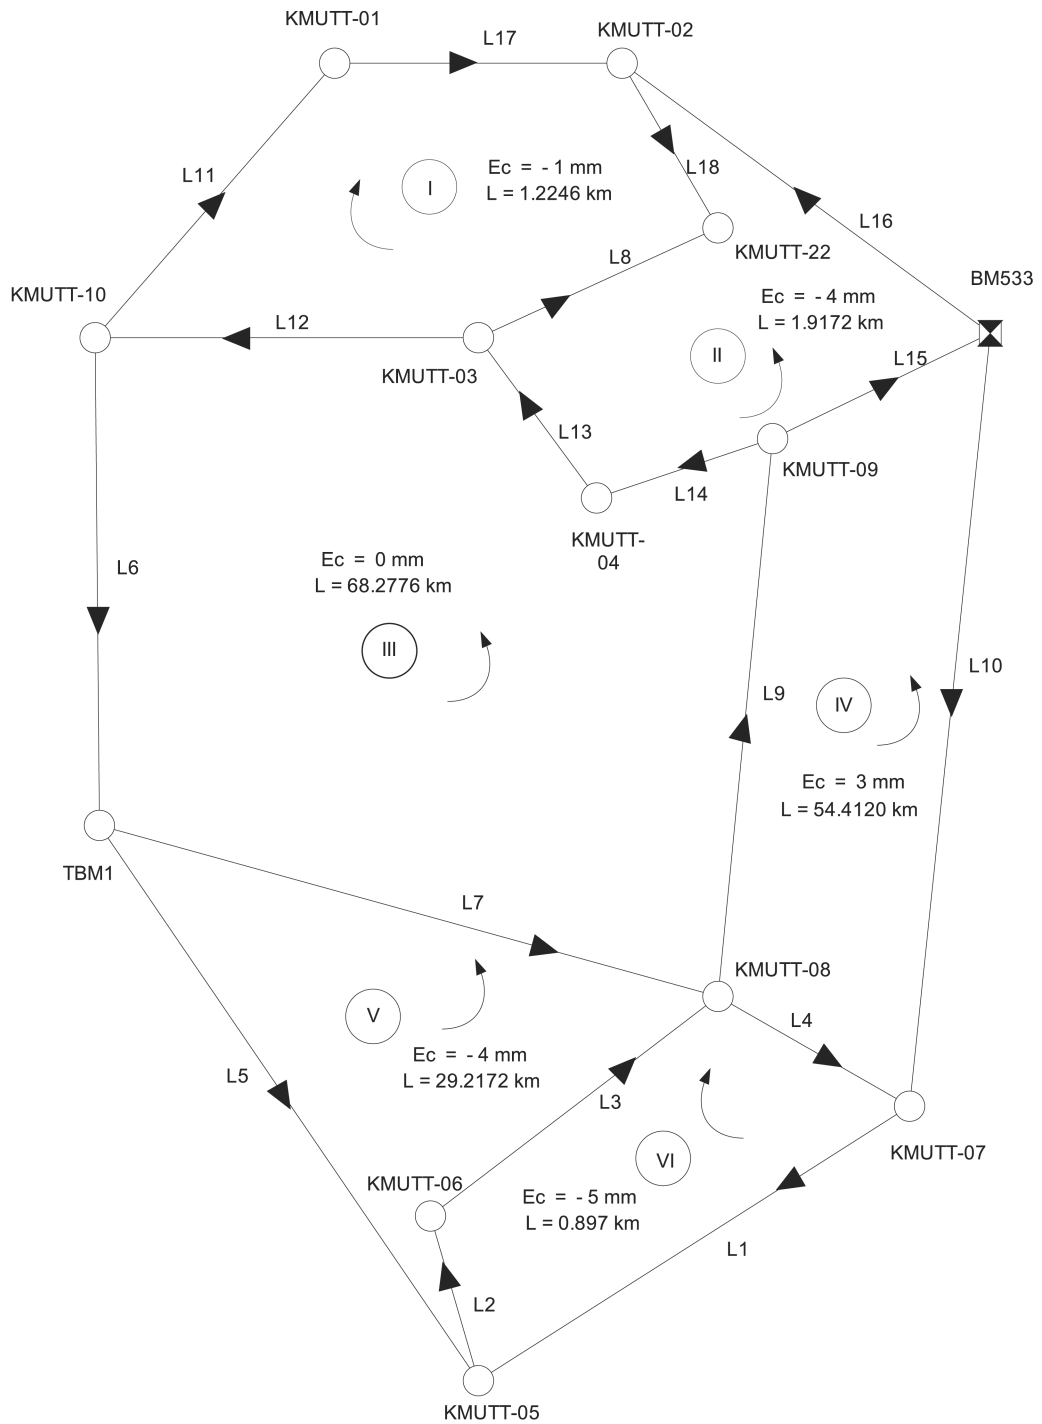 KMUTT-01
L17
KMUTT-02
L11
I
Ec = - 1 mm
L = 1.2246 km
L18
L16
KMUTT-22
L8
BM533
KMUTT-10
L12
Ec = - 4 mm
L = 1.9172 km
II
L15
KMUTT-03
L13
KMUTT-09
L14
KMUTT-
04
L6
Ec = 0 mm
L = 68.2776 km
III
L10
L9
IV
Ec = 3 mm
L = 54.4120 km
TBM1
L7
KMUTT-08
V
L4
Ec = - 4 mm
L = 29.2172 km
L5
L3
KMUTT-07
VI
KMUTT-06
Ec = - 5 mm
L = 0.897 km
L1
L2
KMUTT-05